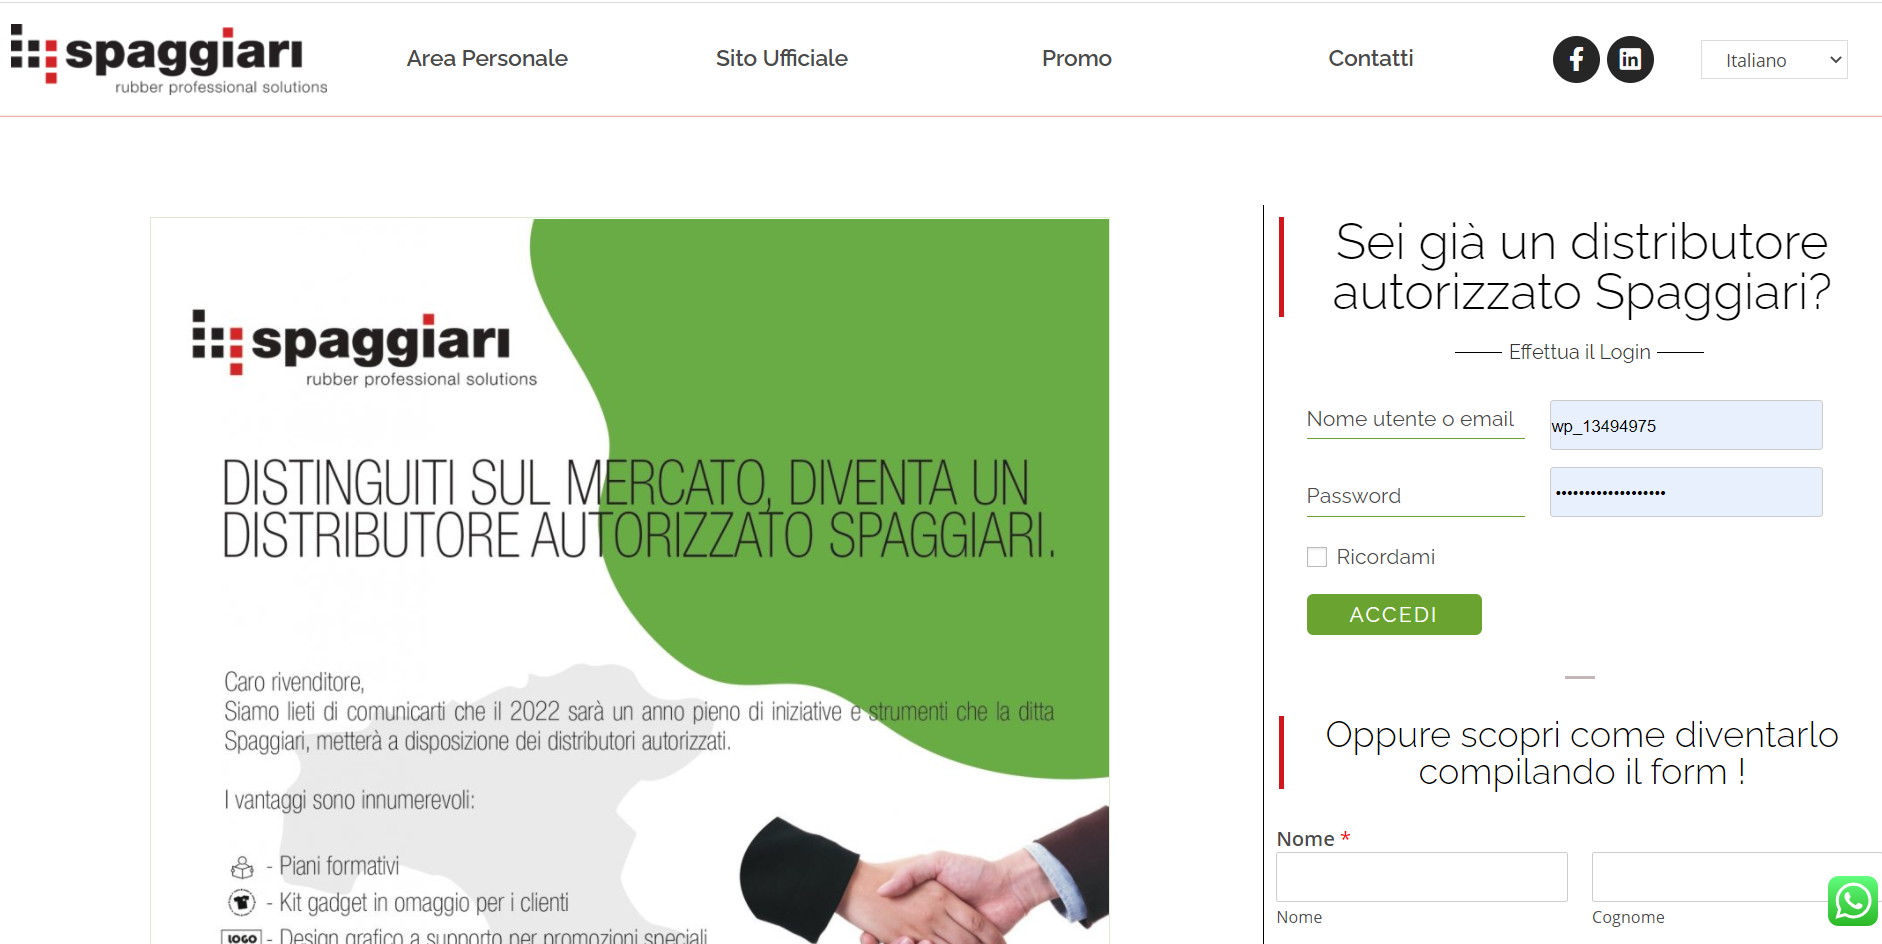 spaggiari
rubber professional solutions
Area Personale
Sito Ufficiale
Promo
Contatti
Italiano
spaggiari
rubber professional solutions
DISTINGUITI SUL MERCATO, DIVENTA UN
DISTRIBUTORE AUTORIZZATO SPAGGIARI.
Caro rivenditore,
Siamo lieti di comunicarti che il 2022 sarà un anno pieno di iniziative e strumenti che la ditta
Spaggiari, metterà a disposizione dei distributori autorizzati.
I vantaggi sono innumerevoli:
- Piani formativi
- Kit gadget in omaggio per i clienti
LOGO - Design grafico a supporto per promozioni speciali
Sei già un distributore
autorizzato Spaggiari?
Effettua il Login
Nome utente o email
wp_13494975
Password
Ricordami
ACCEDI
Oppure scopri come diventarlo
compilando il form !
Nome *
Nome
Cognome